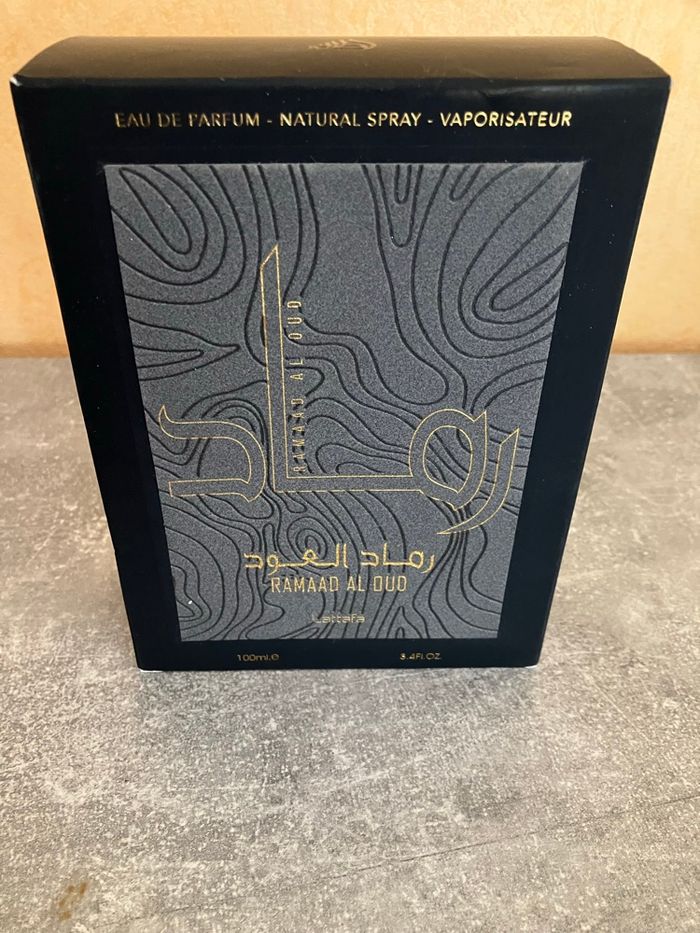 EAU DE PARFUM - NATURAL SPRAY - VAPORISATEUR
رماد
RAMAAD AL OUD
رماد العود
RAMAAD AL OUD
Lattafa
100ml.e
3.4Fl.OZ.